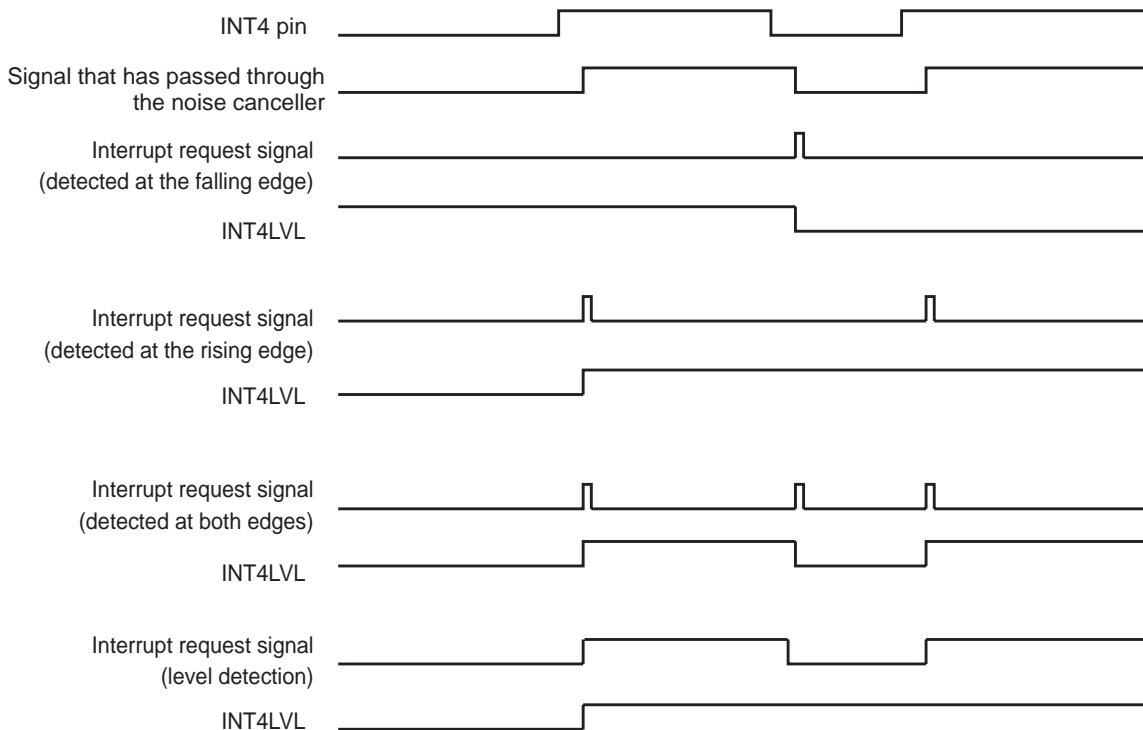 INT4 pin
Signal that has passed through
the noise canceller
Interrupt request signal
(detected at the falling edge)
INT4LVL
Interrupt request signal
(detected at the rising edge)
INT4LVL
Interrupt request signal
(detected at both edges)
INT4LVL
Interrupt request signal
(level detection)
INT4LVL